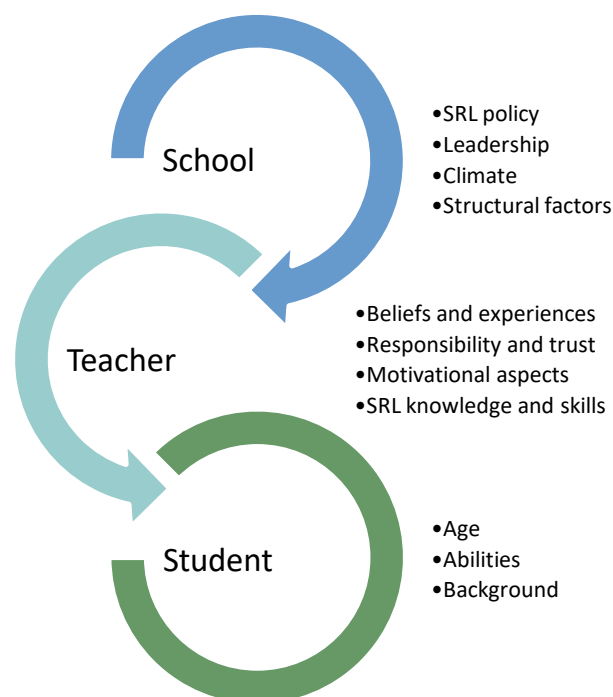 School
•SRL policy
•Leadership
•Climate
•Structural factors
Teacher
•Beliefs and experiences
•Responsibility and trust
•Motivational aspects
•SRL knowledge and skills
Student
•Age
•Abilities
•Background